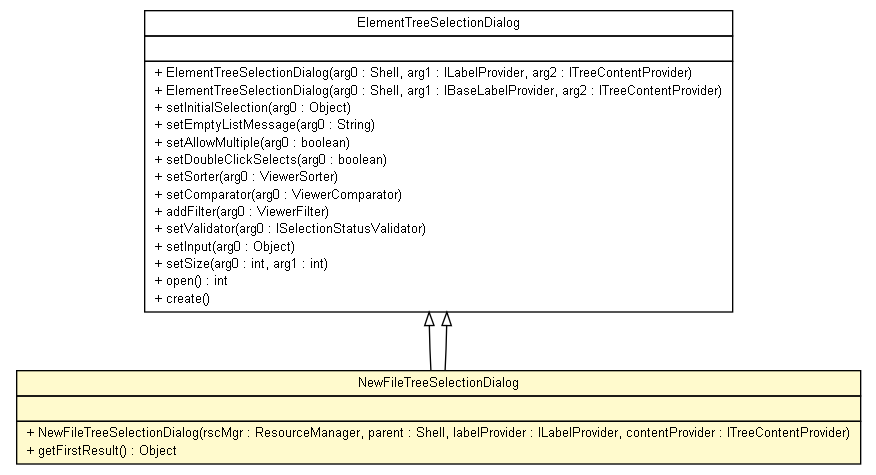 ElementTreeSelectionDialog
+ ElementTreeSelectionDialog(arg0 : Shell, arg1 : ILabelProvider, arg2 : ITreeContentProvider)
+ ElementTreeSelectionDialog(arg0 : Shell, arg1 : IBaseLabelProvider, arg2 : ITreeContentProvider)
+ setInitialSelection(arg0 : Object)
+ setEmptyListMessage(arg0 : String)
+ setAllowMultiple(arg0 : boolean)
+ setDoubleClickSelects(arg0 : boolean)
+ setSorter(arg0 : ViewerSorter)
+ setComparator(arg0 : ViewerComparator)
+ addFilter(arg0 : ViewerFilter)
+ setValidator(arg0 : ISelectionStatusValidator)
+ setInput(arg0 : Object)
+ setSize(arg0 : int, arg1 : int)
+ open() : int
+ create()
NewFileTreeSelectionDialog
+ NewFileTreeSelectionDialog(rscMgr : ResourceManager, parent : Shell, labelProvider : ILabelProvider, contentProvider : ITreeContentProvider)
+ getFirstResult() : Object